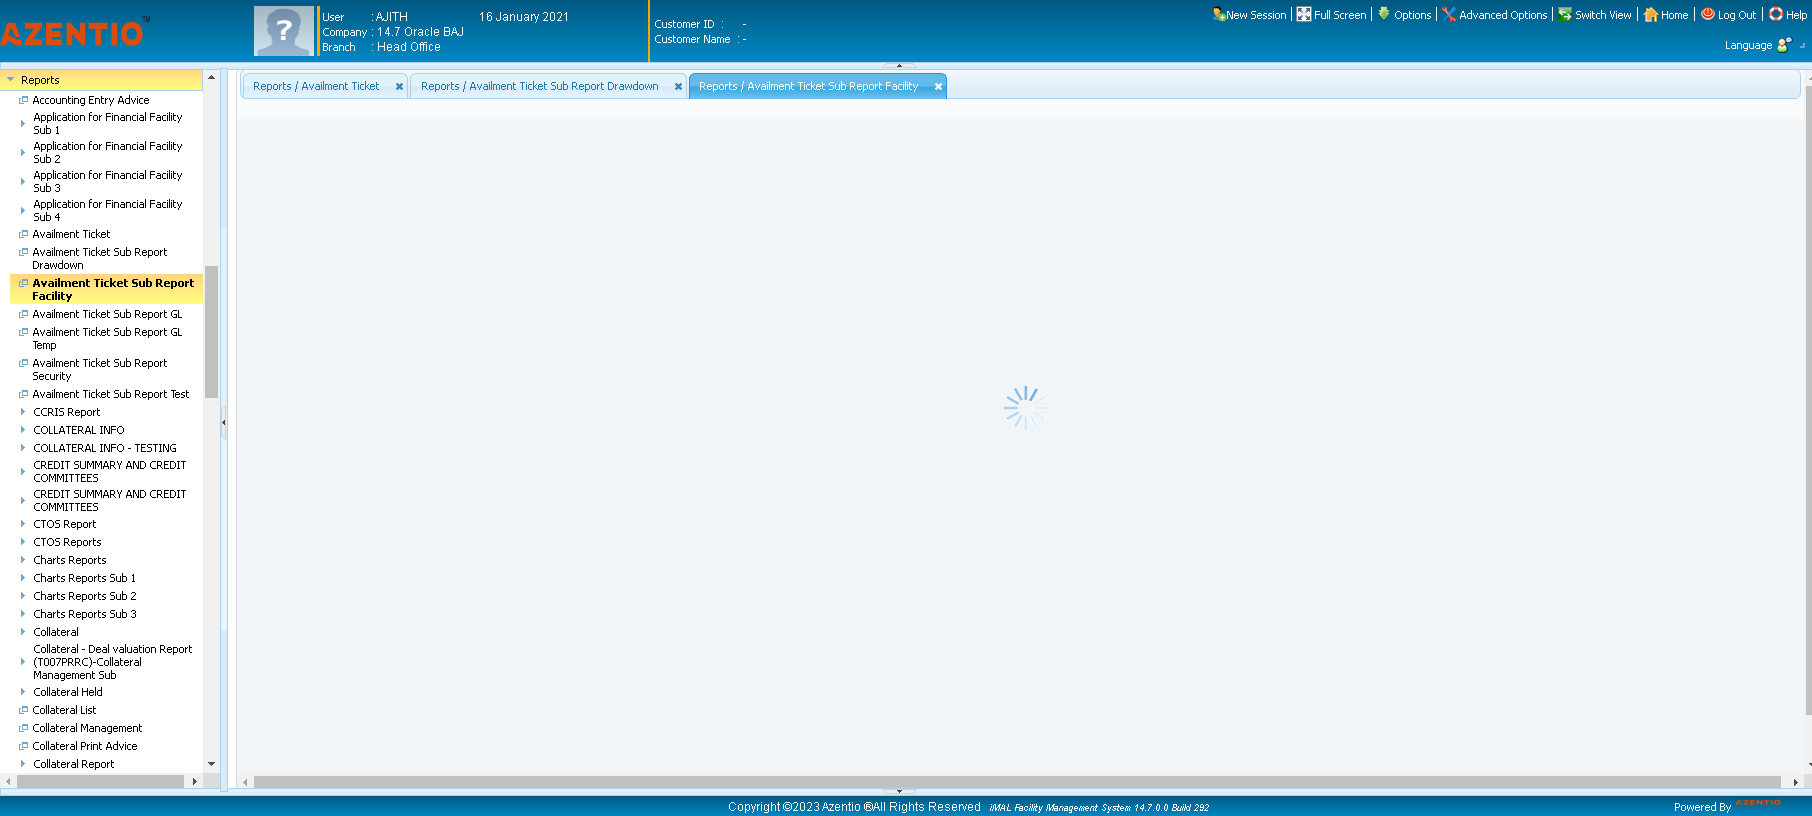 AZENTIO™
User : AJITH 16 January 2021
Company : 14.7 Oracle BAJ
Branch : Head Office
Customer ID : -
Customer Name : -
New Session Full Screen Options Advanced Options Switch View Home Log Out Help
Language
Reports
Accounting Entry Advice
Application for Financial Facility
Sub 1
Application for Financial Facility
Sub 2
Application for Financial Facility
Sub 3
Application for Financial Facility
Sub 4
Availment Ticket
Availment Ticket Sub Report
Drawdown
Availment Ticket Sub Report
Facility
Availment Ticket Sub Report GL
Availment Ticket Sub Report GL
Temp
Availment Ticket Sub Report
Security
Availment Ticket Sub Report Test
CCRIS Report
COLLATERAL INFO
COLLATERAL INFO - TESTING
CREDIT SUMMARY AND CREDIT
COMMITTEES
CREDIT SUMMARY AND CREDIT
COMMITTEES
CTOS Report
CTOS Reports
Charts Reports
Charts Reports Sub 1
Charts Reports Sub 2
Charts Reports Sub 3
Collateral
Collateral - Deal valuation Report
(T007PRRC)-Collateral
Management Sub
Collateral Held
Collateral List
Collateral Management
Collateral Print Advice
Collateral Report
Reports / Availment Ticket
Reports / Availment Ticket Sub Report Drawdown
Reports / Availment Ticket Sub Report Facility
Copyright ©2023 Azentio ®All Rights Reserved iMAL Facility Management System 14.7.0.0 Build 292
Powered By AZENTIO